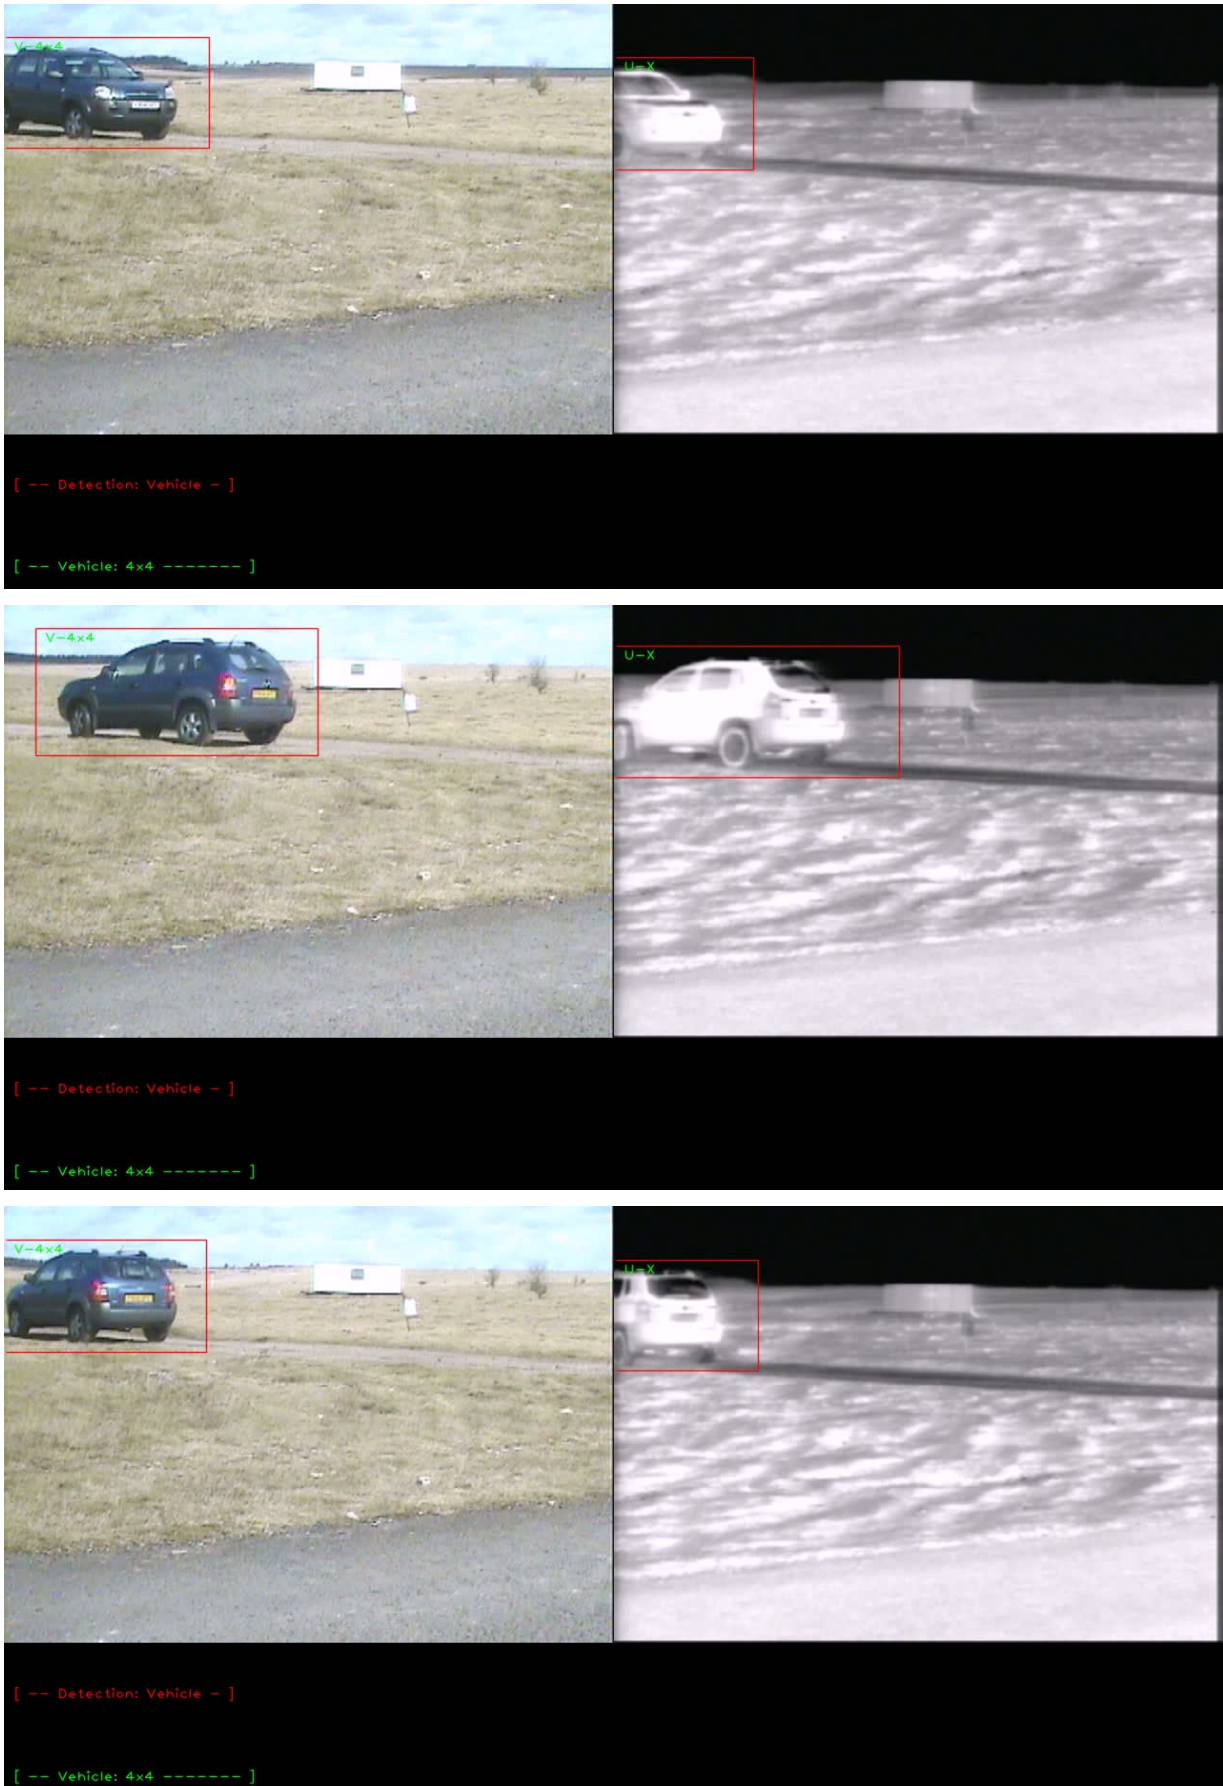 V-4x4
U-X
[ -- Detection: Vehicle - ]
[ -- Vehicle: 4x4 ------- ]
V-4x4
U-X
[ -- Detection: Vehicle - ]
[ -- Vehicle: 4x4 ------- ]
V-4x4
U-X
[ -- Detection: Vehicle - ]
[ -- Vehicle: 4x4 ------- ]